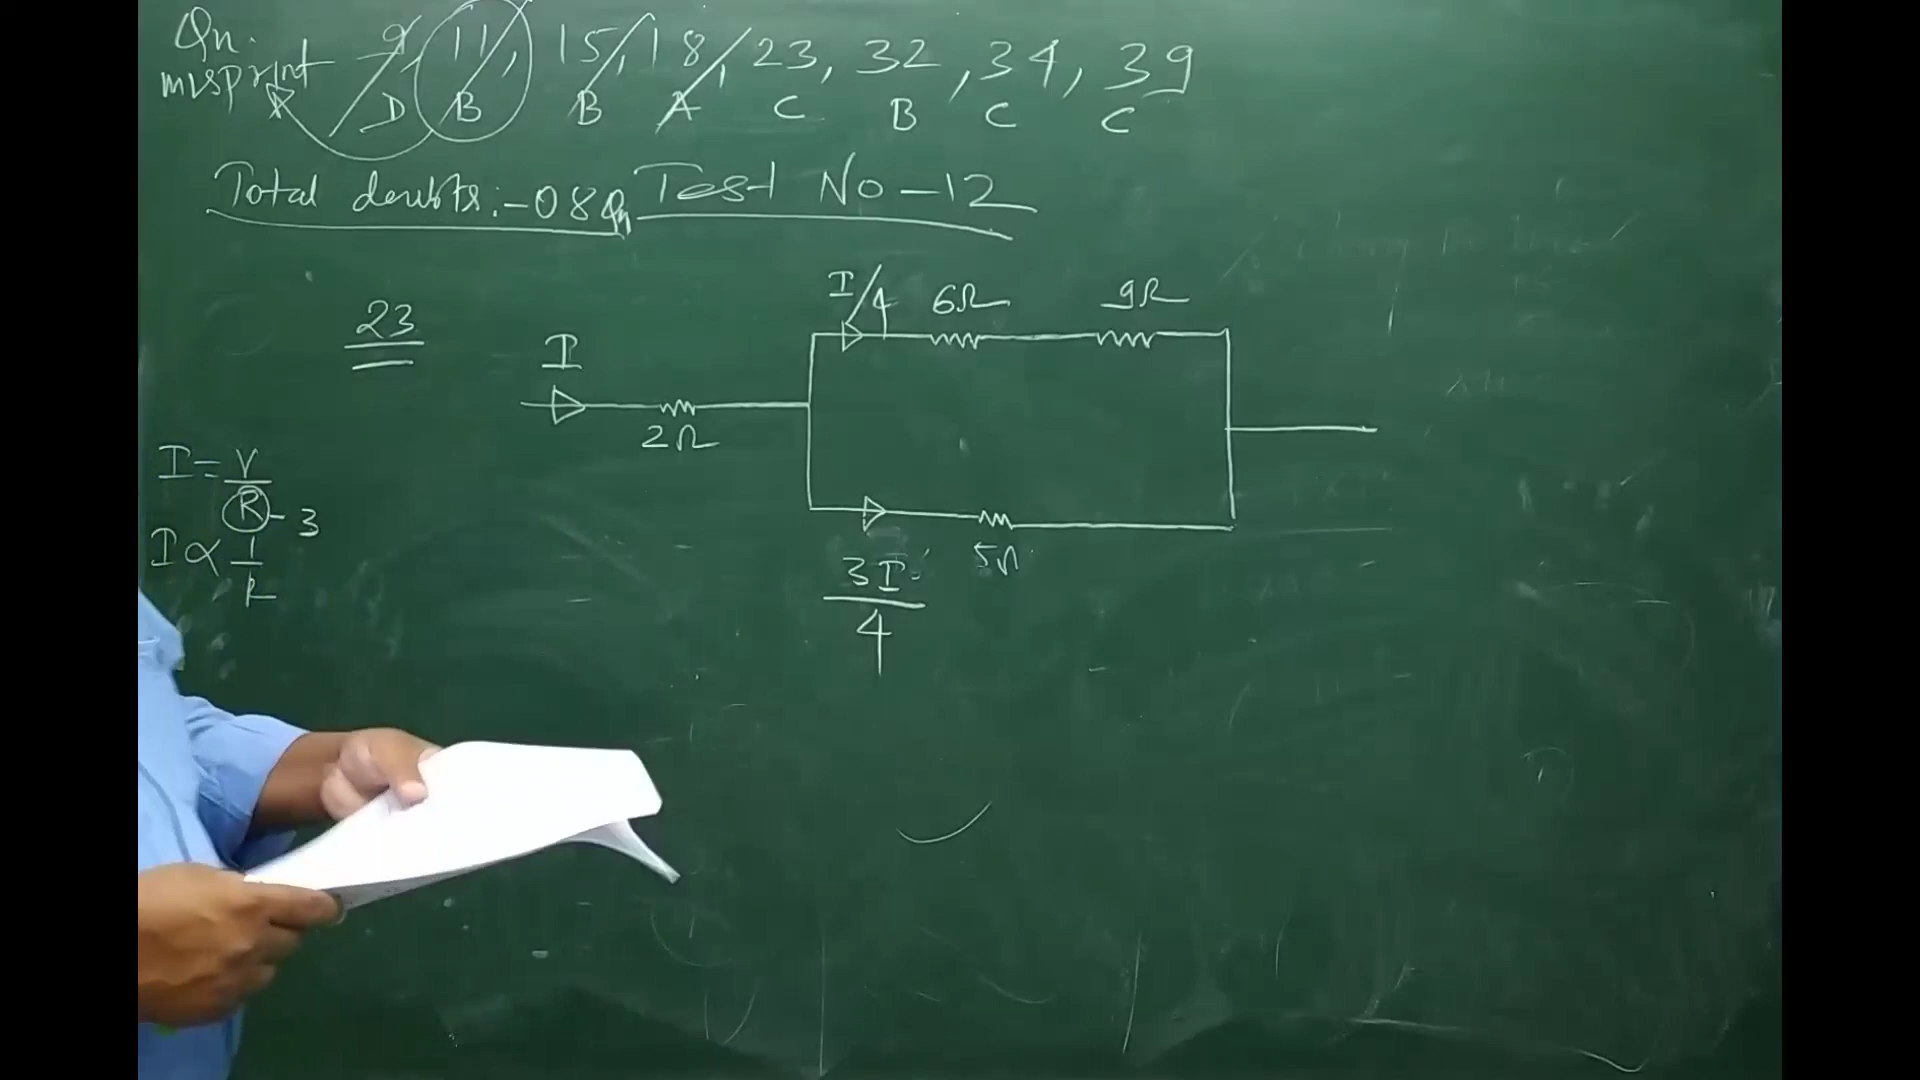 Qn. 9, 11, 15, 18, 23, 32, 34, 39
misprint D B B A C B C C
Total doubts:-08 Qn Test No-12
23
I
2Ω
I/4 6Ω 9Ω
5Ω
3I
4
I = V
R - 3
I ∝ 1
R